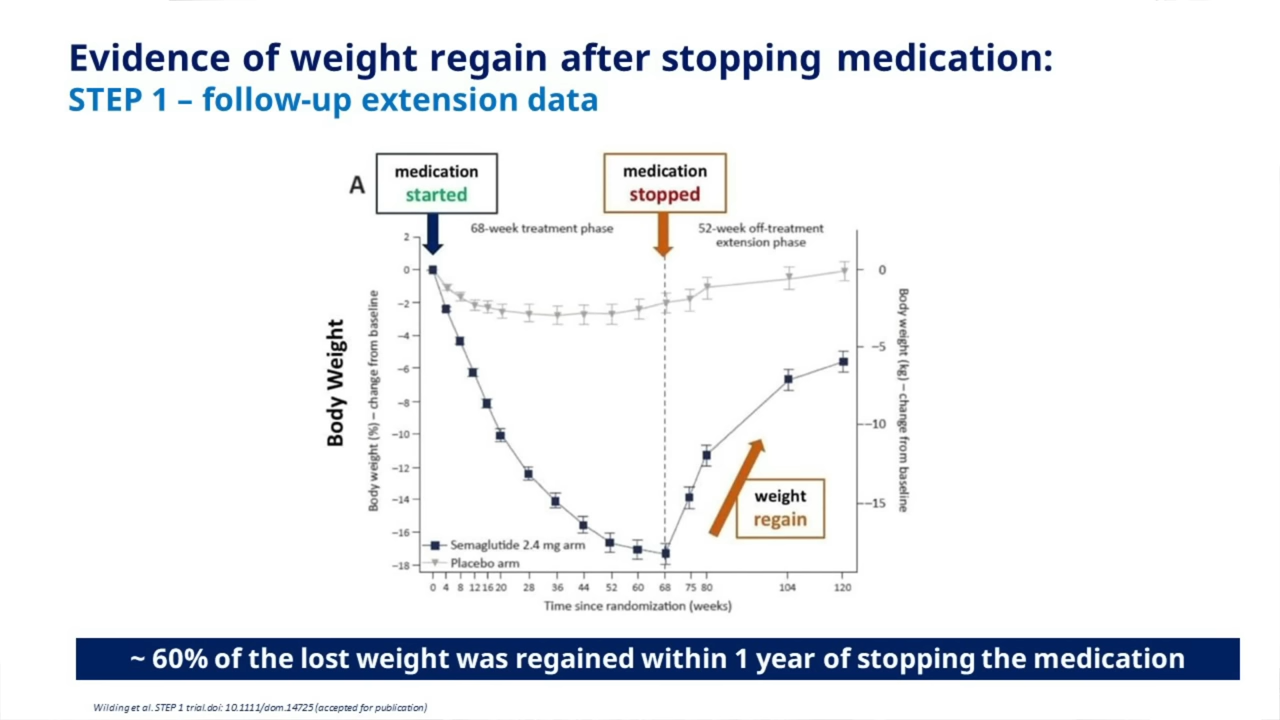 Evidence of weight regain after stopping medication:
STEP 1 – follow-up extension data
A
medication
started
medication
stopped
68-week treatment phase
52-week off-treatment
extension phase
Body Weight
Body weight (%) – change from baseline
2
0
−2
−4
−6
−8
−10
−12
−14
−16
−18
0
−5
−10
−15
Body weight (kg) – change from baseline
weight
regain
Semaglutide 2.4 mg arm
Placebo arm
0 4 8 12 16 20 28 36 44 52 60 68 75 80 104 120
Time since randomization (weeks)
~ 60% of the lost weight was regained within 1 year of stopping the medication
Wilding et al. STEP 1 trial.doi: 10.1111/dom.14725 (accepted for publication)